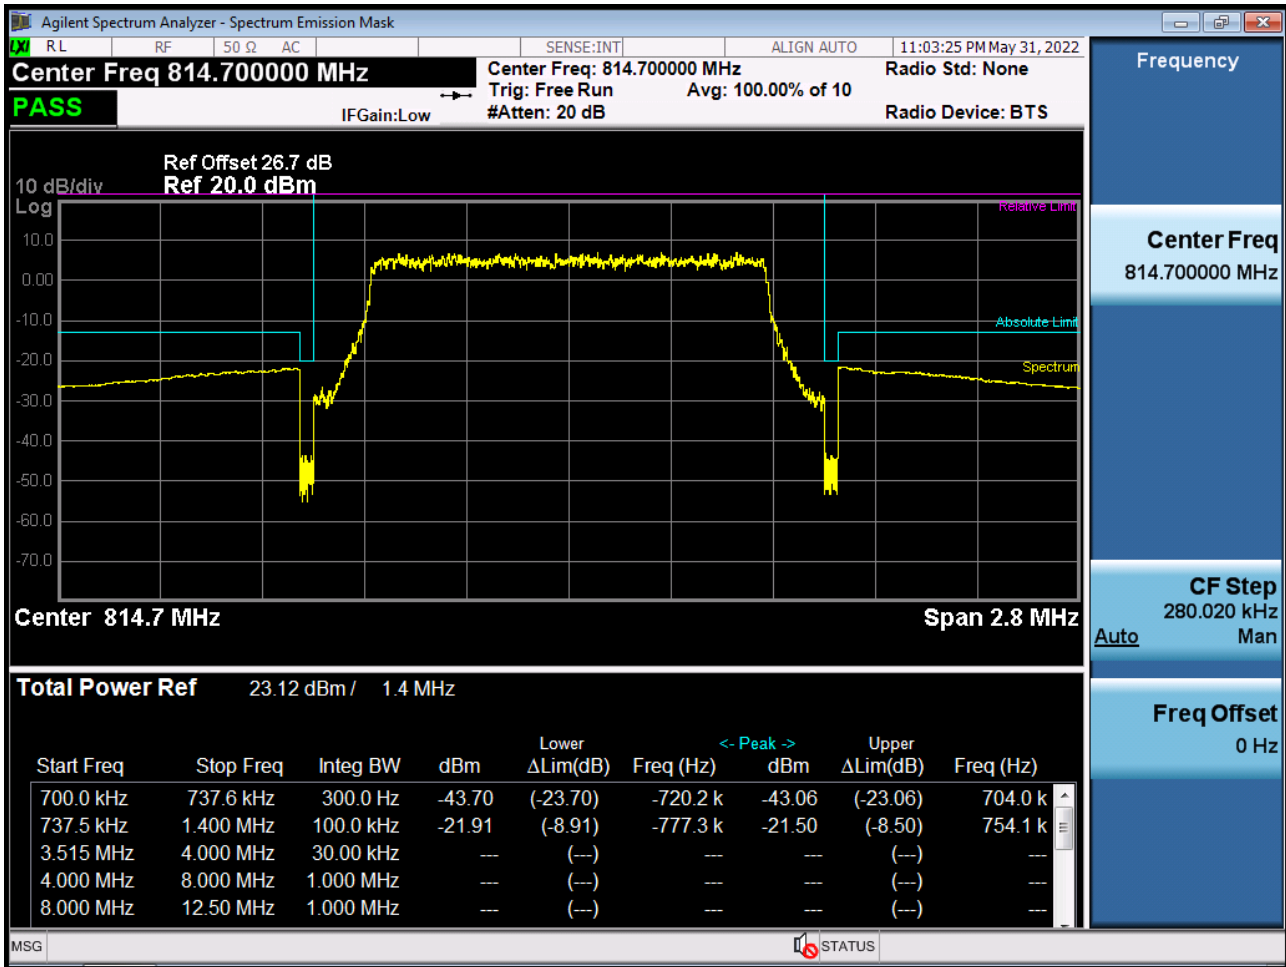 Agilent Spectrum Analyzer - Spectrum Emission Mask
LXI RL RF 50 Ω AC SENSE:INT ALIGN AUTO 11:03:25 PM May 31, 2022
Center Freq 814.700000 MHz
Center Freq: 814.700000 MHz Radio Std: None
Trig: Free Run Avg: 100.00% of 10
PASS IFGain:Low #Atten: 20 dB Radio Device: BTS
Ref Offset 26.7 dB
10 dB/div Ref 20.0 dBm
Log
Relative Limit
10.0
0.00
-10.0
Absolute Limit
-20.0
Spectrum
-30.0
-40.0
-50.0
-60.0
-70.0
Center 814.7 MHz Span 2.8 MHz
Total Power Ref 23.12 dBm / 1.4 MHz
Lower <- Peak -> Upper
Start Freq Stop Freq Integ BW dBm ΔLim(dB) Freq (Hz) dBm ΔLim(dB) Freq (Hz)
700.0 kHz 737.6 kHz 300.0 Hz -43.70 (-23.70) -720.2 k -43.06 (-23.06) 704.0 k
737.5 kHz 1.400 MHz 100.0 kHz -21.91 (-8.91) -777.3 k -21.50 (-8.50) 754.1 k
3.515 MHz 4.000 MHz 30.00 kHz --- (---) --- --- (---) ---
4.000 MHz 8.000 MHz 1.000 MHz --- (---) --- --- (---) ---
8.000 MHz 12.50 MHz 1.000 MHz --- (---) --- --- (---) ---
MSG STATUS
Frequency
Center Freq
814.700000 MHz
CF Step
280.020 kHz
Auto Man
Freq Offset
0 Hz